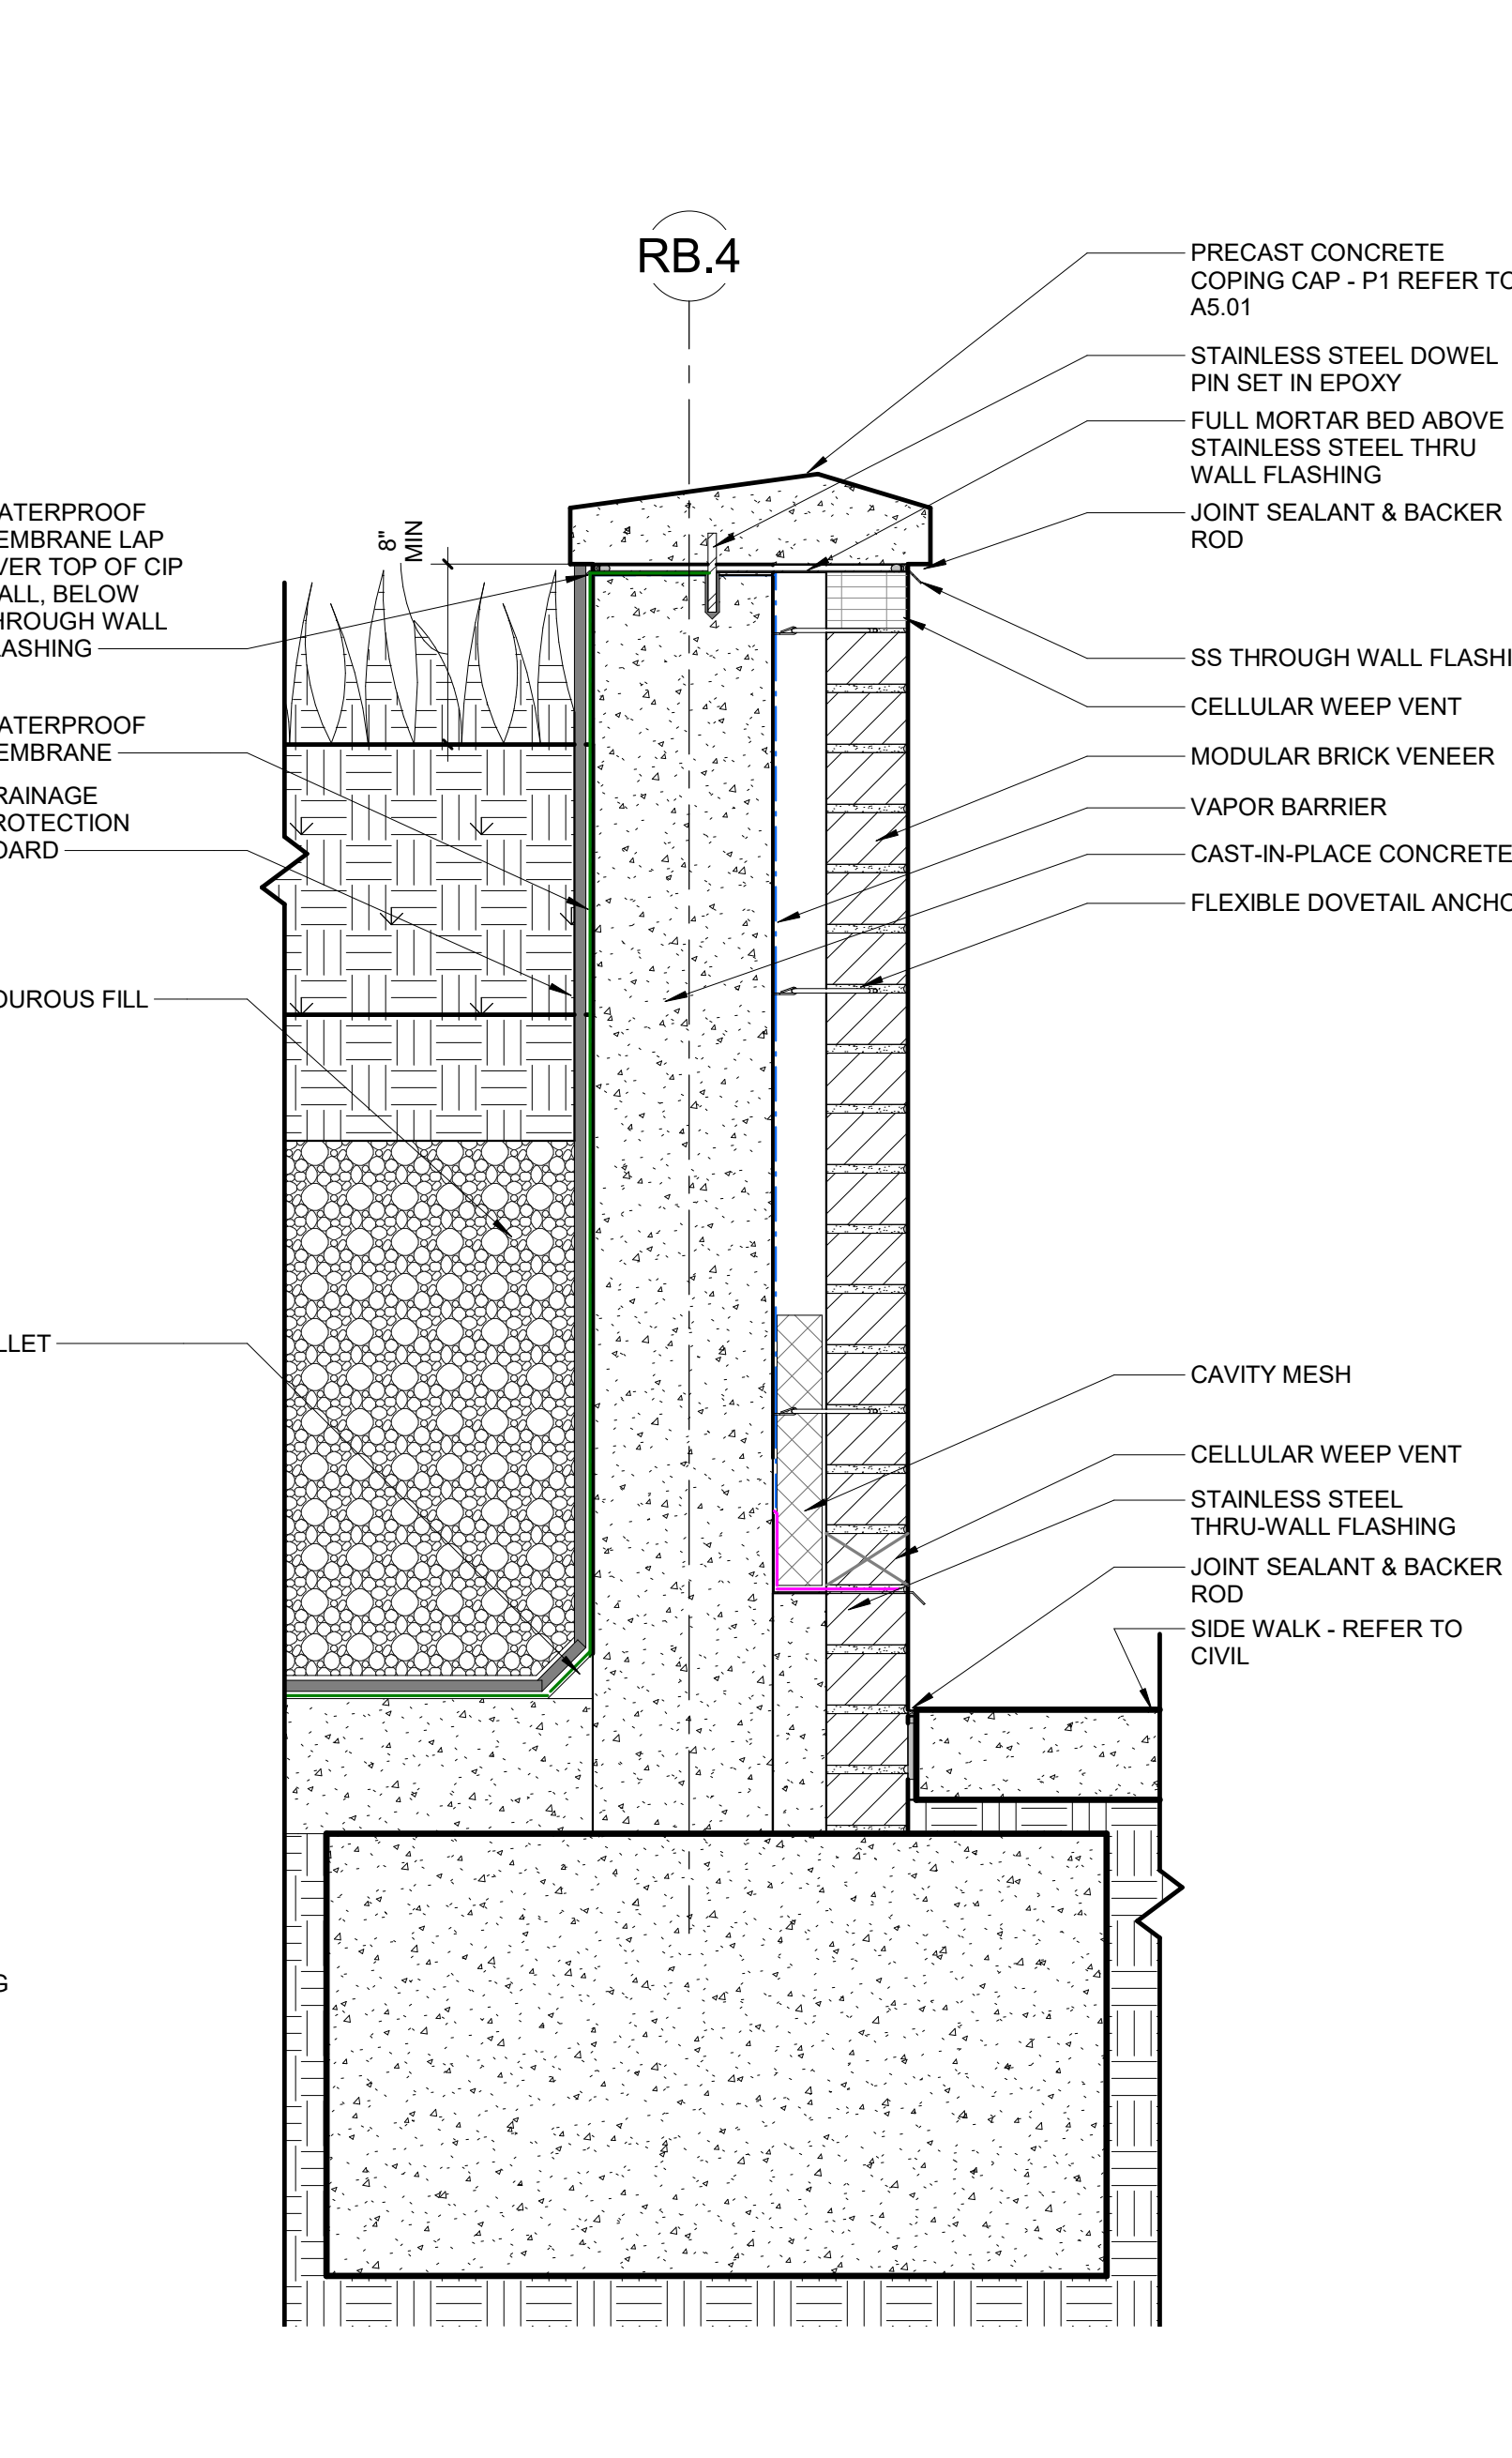 RB.4
ATERPROOF
EMBRANE LAP
VER TOP OF CIP
ALL, BELOW
HROUGH WALL
LASHING
8"
MIN
ATERPROOF
EMBRANE
RAINAGE
ROTECTION
OARD
OUROUS FILL
LLET
G
PRECAST CONCRETE
COPING CAP - P1 REFER TO
A5.01
STAINLESS STEEL DOWEL
PIN SET IN EPOXY
FULL MORTAR BED ABOVE
STAINLESS STEEL THRU
WALL FLASHING
JOINT SEALANT & BACKER
ROD
SS THROUGH WALL FLASHI
CELLULAR WEEP VENT
MODULAR BRICK VENEER
VAPOR BARRIER
CAST-IN-PLACE CONCRETE
FLEXIBLE DOVETAIL ANCHO
CAVITY MESH
CELLULAR WEEP VENT
STAINLESS STEEL
THRU-WALL FLASHING
JOINT SEALANT & BACKER
ROD
SIDE WALK - REFER TO
CIVIL